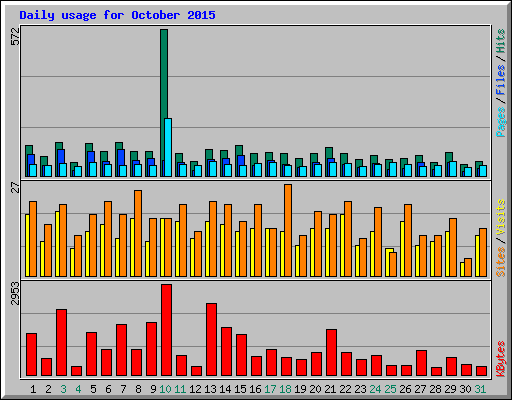 Daily usage for October 2015
572
Pages / Files / Hits
27
Sites / Visits
2953
KBytes
1 2 3 4 5 6 7 8 9 10 11 12 13 14 15 16 17 18 19 20 21 22 23 24 25 26 27 28 29 30 31